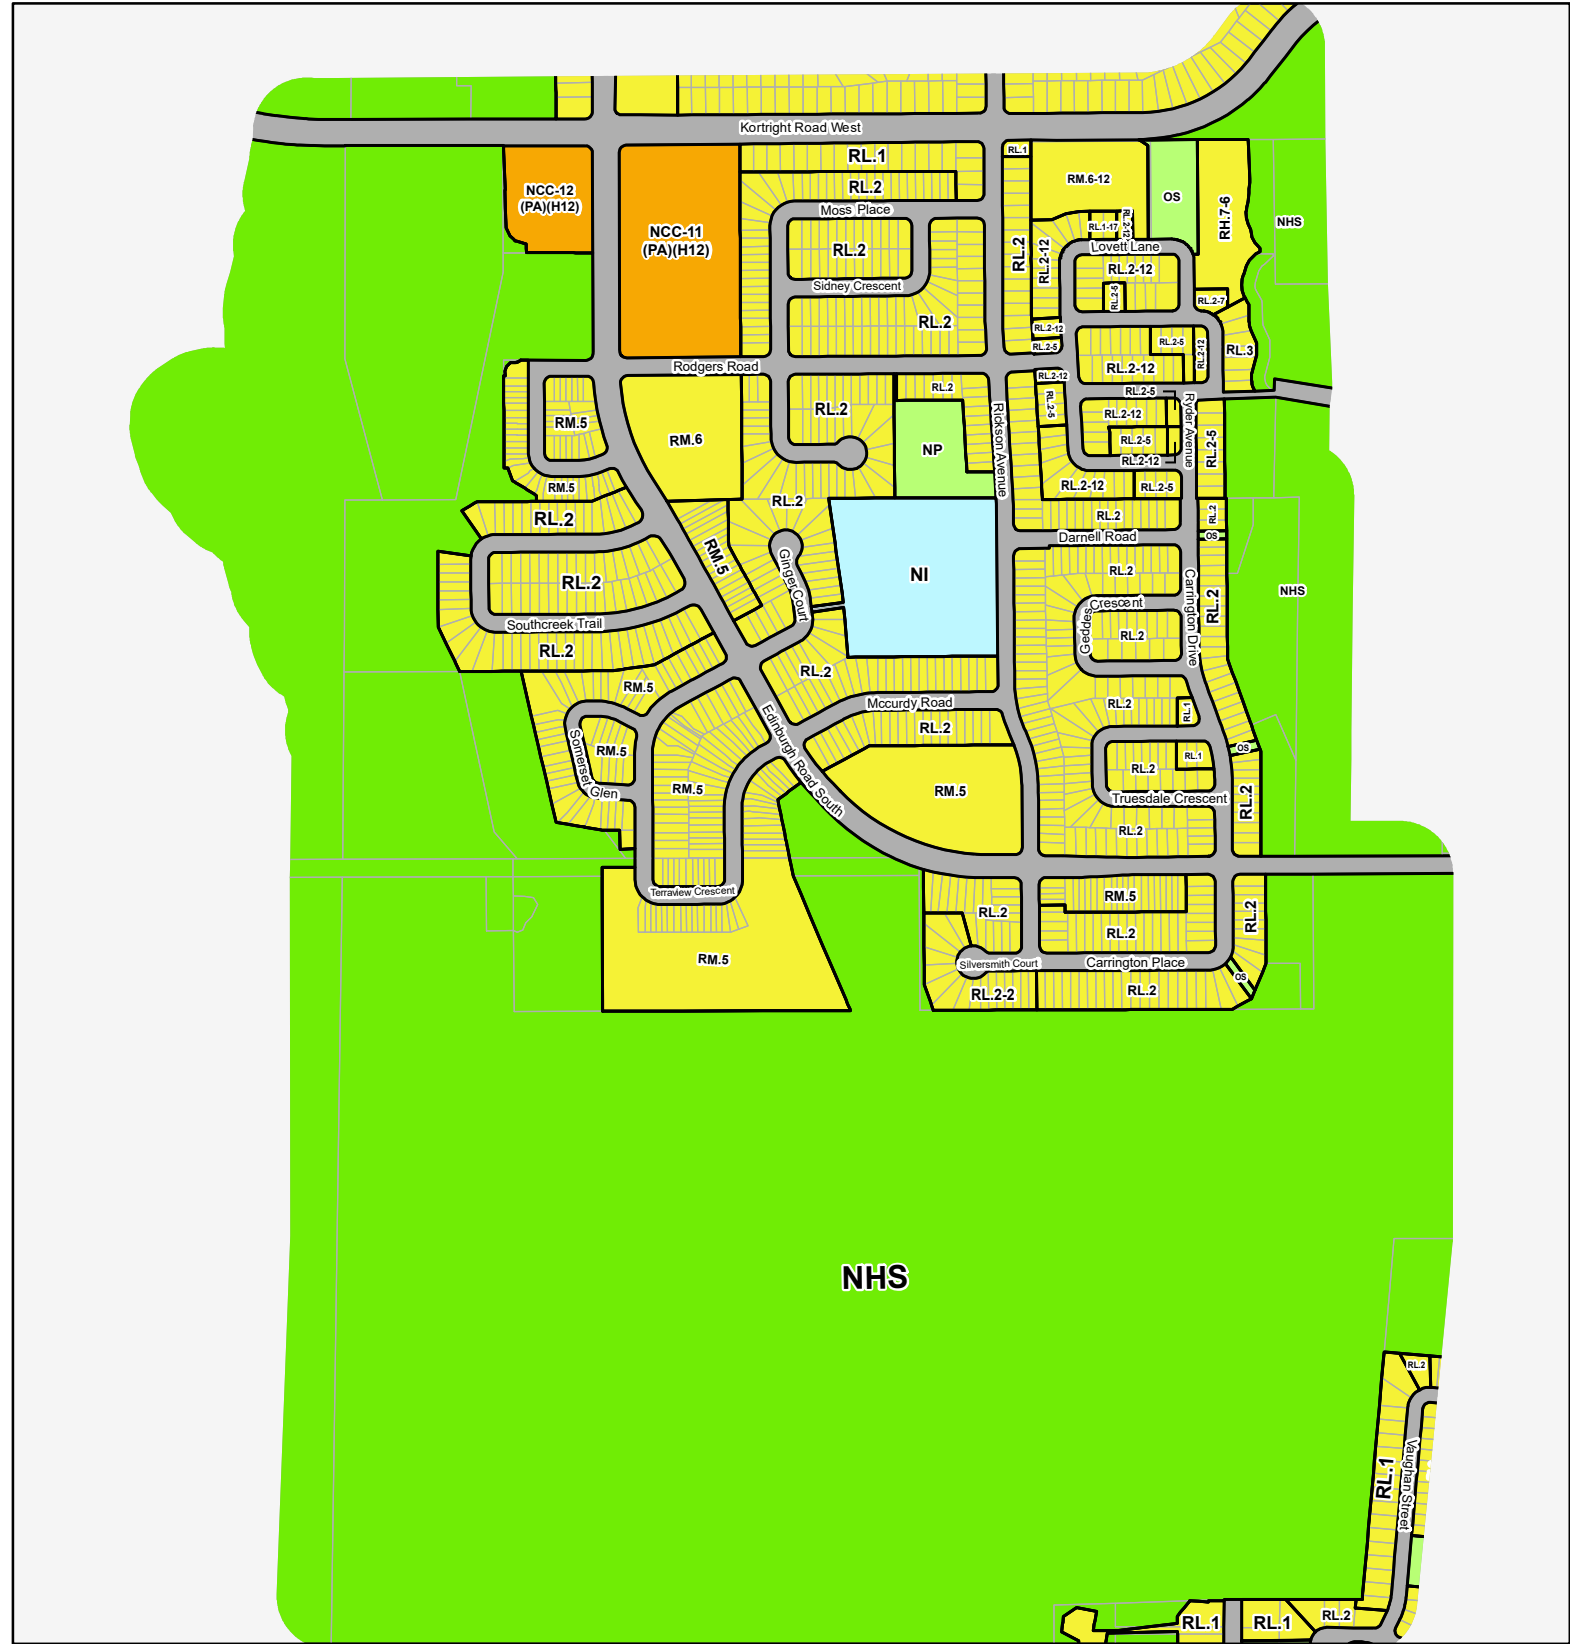 Kortright Road West
RL.1
RL.1
NCC-12
(PA)(H12)
NCC-11
(PA)(H12)
RL.2
Moss Place
RL.2
Sidney Crescent
RL.2
RL.2
RM.6-12
OS
RH.7-6
NHS
RL.1-17
RL.2-12
Lovett Lane
RL.2-12
RL.2-12
RL.2-5
RL.2-7
RL.2-12
RL.2-5
RL.2-5
RL.2-12
RL.2-12
RL.3
Rodgers Road
RL.2-12
RL.2-5
RL.2-5
RL.2-12
RL.2-5
RL.2-12
Ryder Avenue
RL.2-5
RL.2-12
RL.2-5
RM.5
RM.6
RL.2
RL.2
NP
Rickson Avenue
RM.5
RL.2
RL.2
RL.2
RL.2
OS
Darnell Road
RM.5
Ginger Court
NI
RL.2
Carrington Drive
RL.2
NHS
RL.2
Southcreek Trail
RL.2
Geddes
Crescent
RL.2
RL.2
RM.5
Mccurdy Road
RL.2
RL.2
RL.1
OS
Edinburgh Road South
Somerset
Glen
RM.5
RM.5
RM.5
RL.2
RL.1
Truesdale Crescent
RL.2
RL.2
Terraview Crescent
RM.5
RL.2
RM.5
RL.2
RL.2
Silversmith Court
Carrington Place
OS
RL.2-2
RL.2
NHS
RL.2
RL.1
Vaughan Street
RL.1
RL.1
RL.2